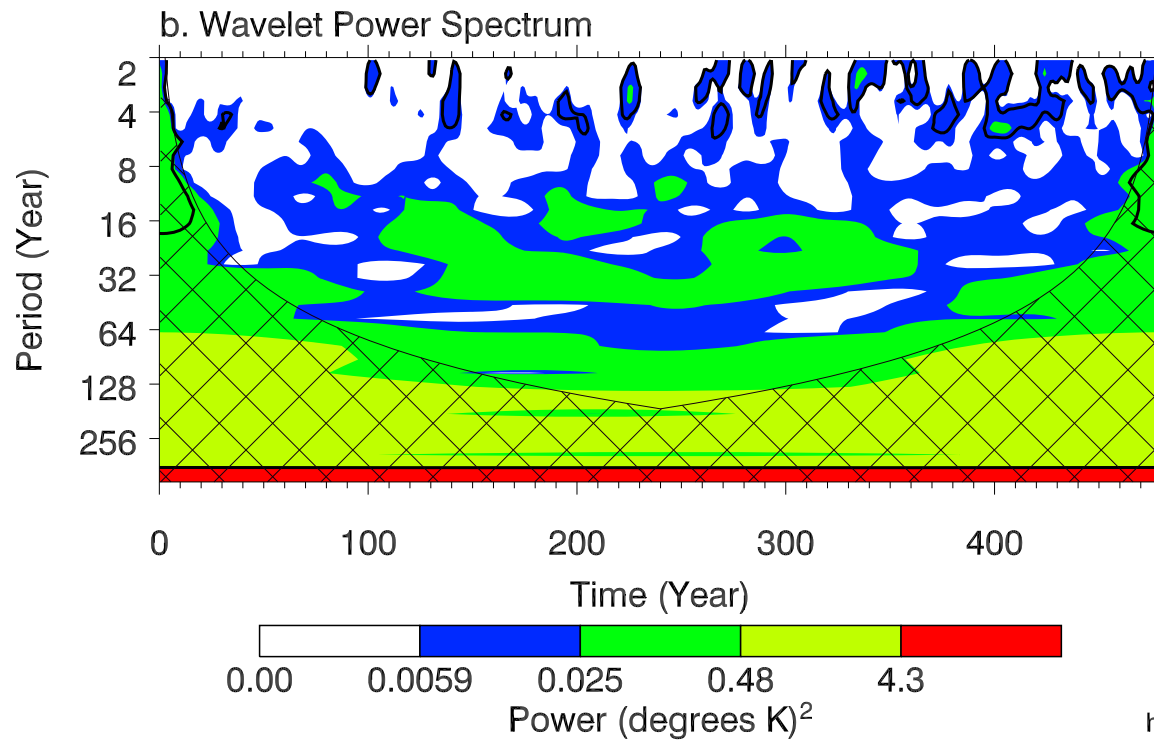 b. Wavelet Power Spectrum
2
4
8
16
32
64
128
256
Period (Year)
0 100 200 300 400
Time (Year)
0.00 0.0059 0.025 0.48 4.3
Power (degrees K)²